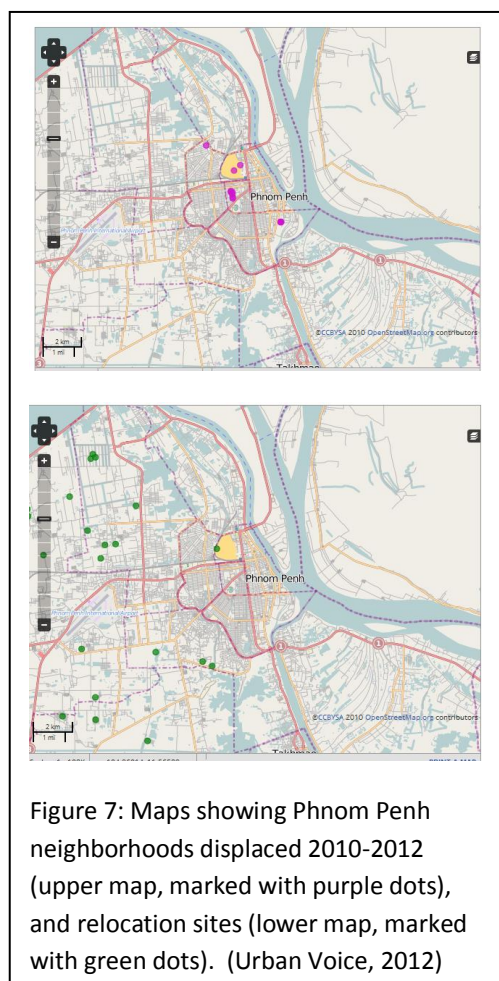 Phnom Penh
©CCBYSA 2010 OpenStreetMap.org contributors
2 km
1 mi
Phnom Penh
©CCBYSA 2010 OpenStreetMap.org contributors
2 km
1 mi
Figure 7: Maps showing Phnom Penh
neighborhoods displaced 2010-2012
(upper map, marked with purple dots),
and relocation sites (lower map, marked
with green dots).  (Urban Voice, 2012)